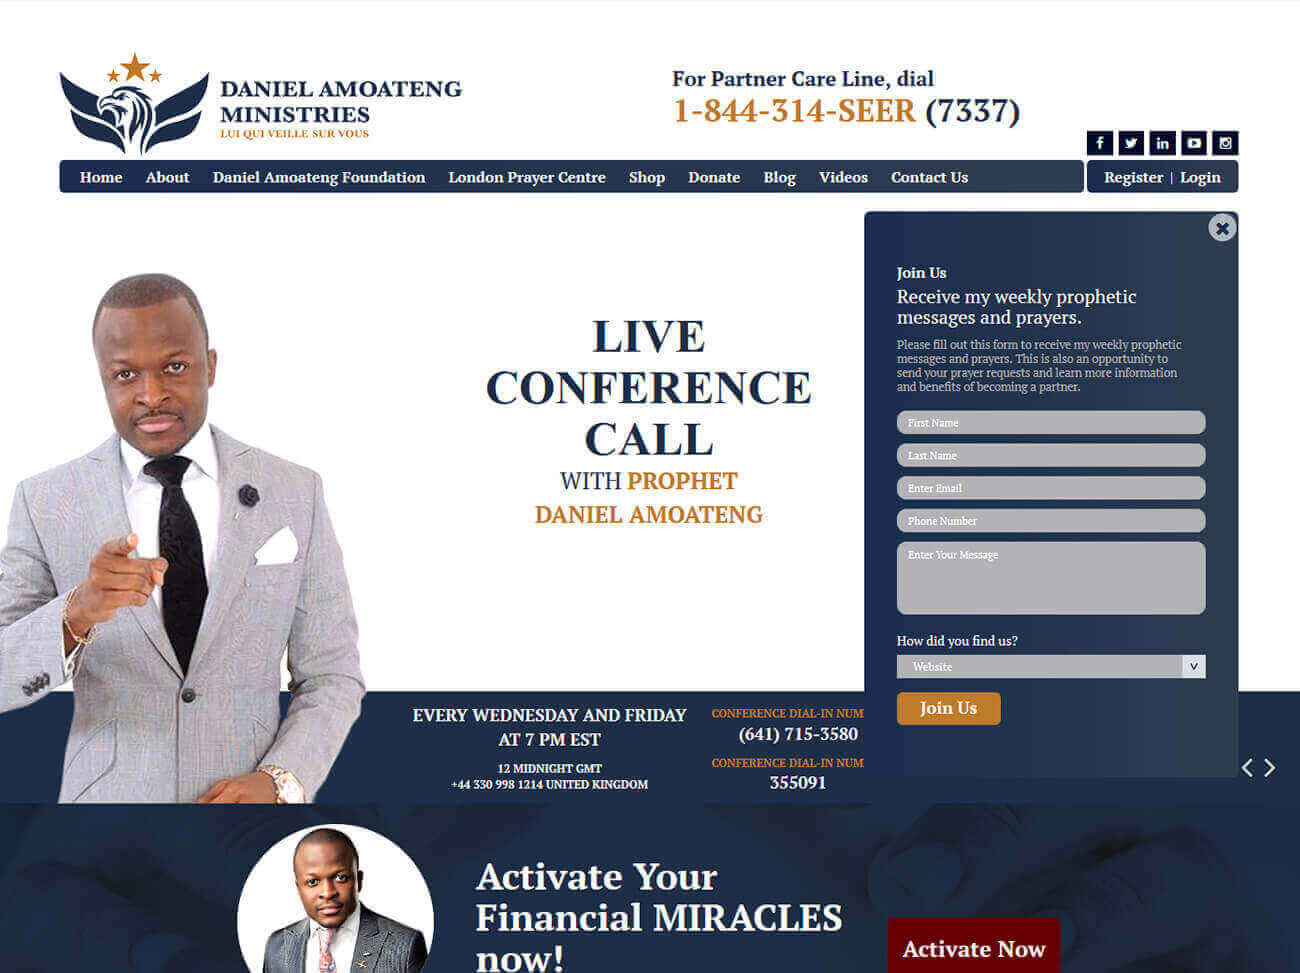 DANIEL AMOATENG
MINISTRIES
LUI QUI VEILLE SUR VOUS
For Partner Care Line, dial
1-844-314-SEER (7337)
Home About Daniel Amoateng Foundation London Prayer Centre Shop Donate Blog Videos Contact Us
Register | Login
LIVE
CONFERENCE
CALL
WITH PROPHET
DANIEL AMOATENG
Join Us
Receive my weekly prophetic
messages and prayers.
Please fill out this form to receive my weekly prophetic
messages and prayers. This is also an opportunity to
send your prayer requests and learn more information
and benefits of becoming a partner.
First Name
Last Name
Enter Email
Phone Number
Enter Your Message
How did you find us?
Website
Join Us
EVERY WEDNESDAY AND FRIDAY
AT 7 PM EST
12 MIDNIGHT GMT
+44 330 998 1214 UNITED KINGDOM
CONFERENCE DIAL-IN NUM
(641) 715-3580
CONFERENCE DIAL-IN NUM
355091
Activate Your
Financial MIRACLES
now!
Activate Now